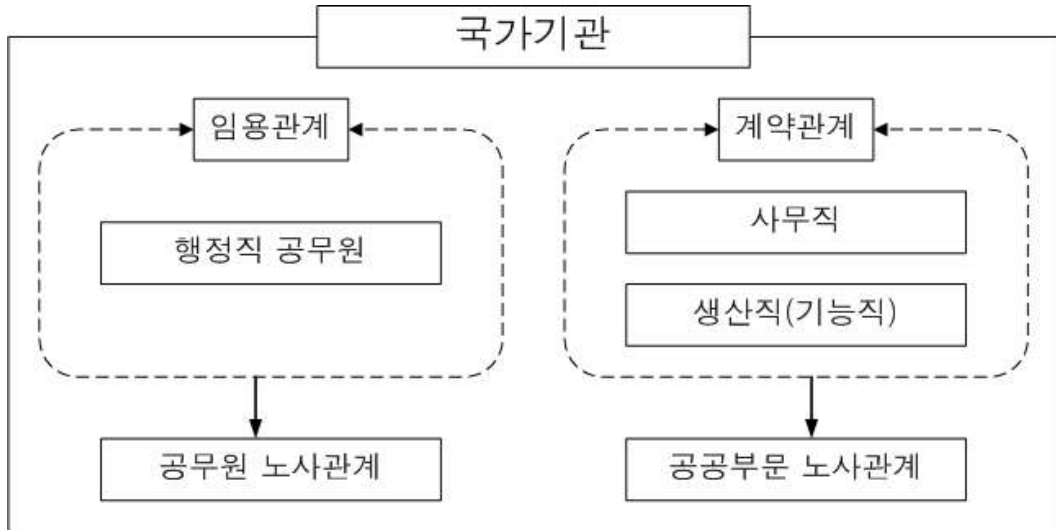 국가기관
임용관계
행정직 공무원
공무원 노사관계
계약관계
사무직
생산직(기능직)
공공부문 노사관계